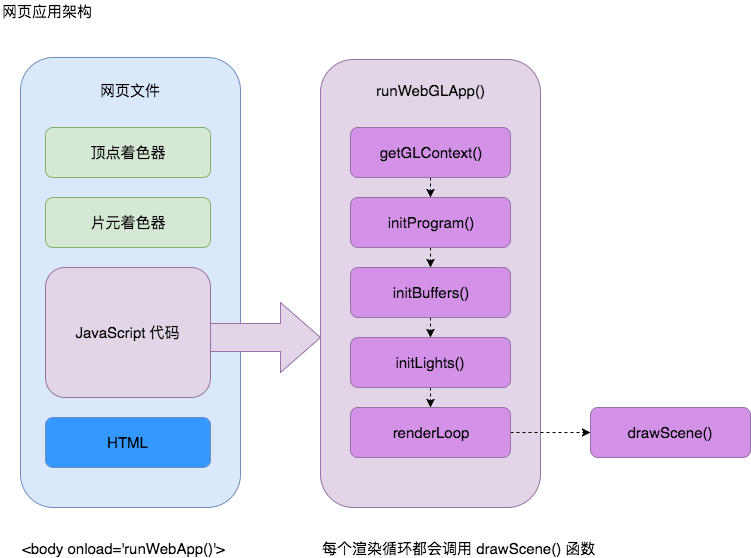 网页应用架构
网页文件
顶点着色器
片元着色器
JavaScript 代码
HTML
<body onload='runWebApp()'>
runWebGLApp()
getGLContext()
initProgram()
initBuffers()
initLights()
renderLoop
drawScene()
每个渲染循环都会调用 drawScene() 函数